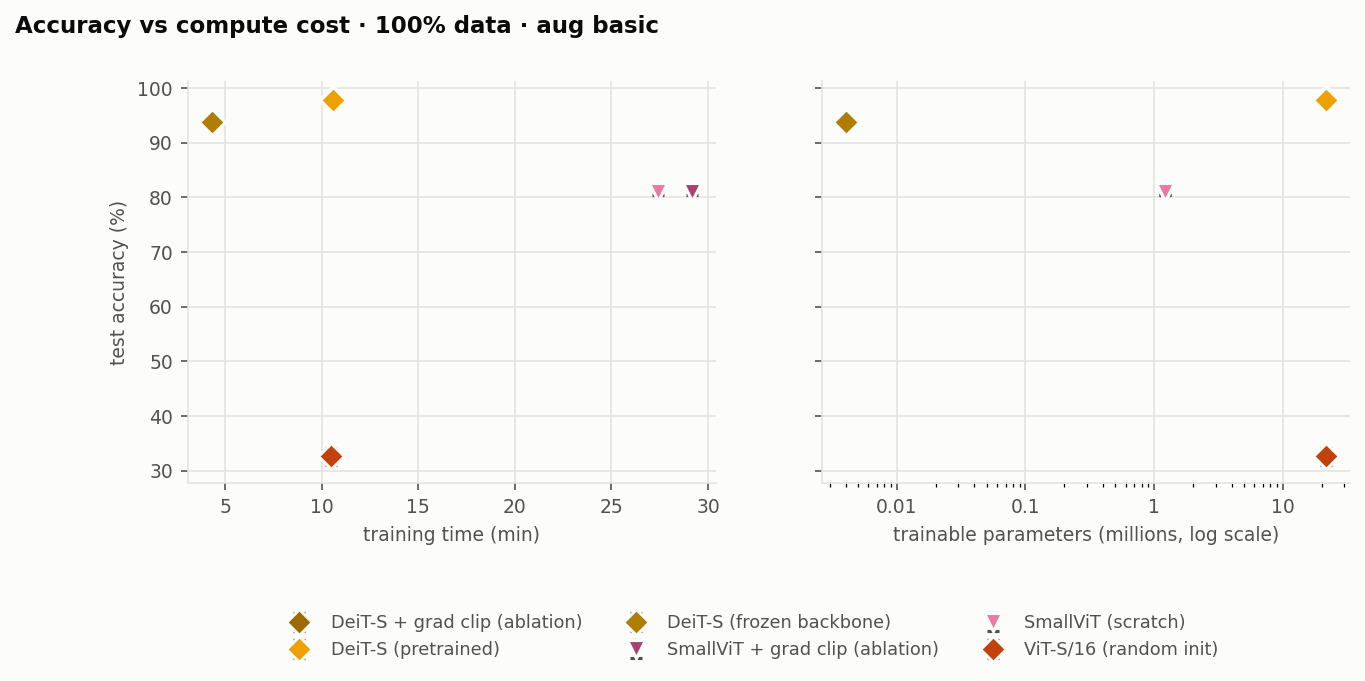 Accuracy vs compute cost · 100% data · aug basic
test accuracy (%)
100
90
80
70
60
50
40
30
5 10 15 20 25 30
training time (min)
0.01 0.1 1 10
trainable parameters (millions, log scale)
DeiT-S + grad clip (ablation) DeiT-S (frozen backbone) SmallViT (scratch)
DeiT-S (pretrained) SmallViT + grad clip (ablation) ViT-S/16 (random init)